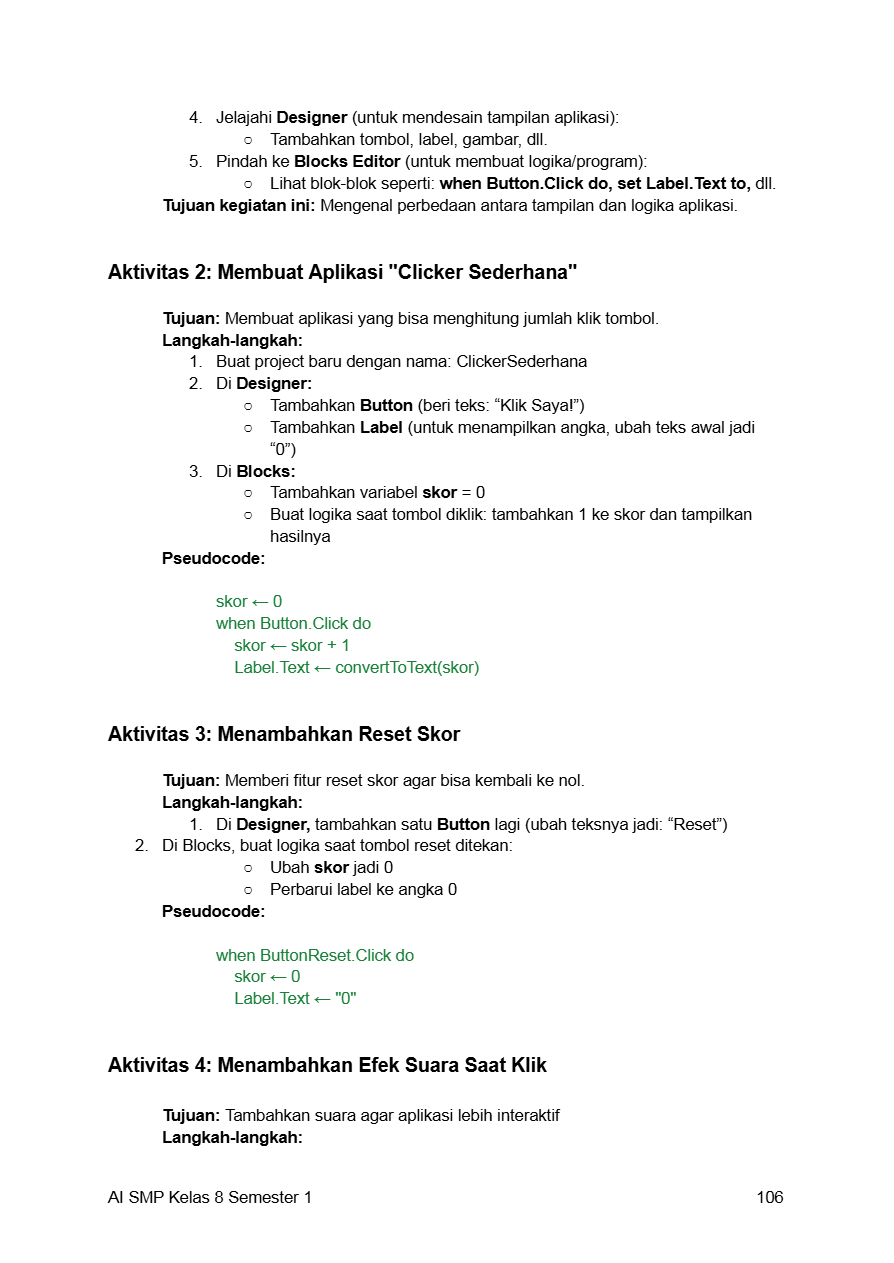 4. Jelajahi Designer (untuk mendesain tampilan aplikasi):
○ Tambahkan tombol, label, gambar, dll.
5. Pindah ke Blocks Editor (untuk membuat logika/program):
○ Lihat blok-blok seperti: when Button.Click do, set Label.Text to, dll.
Tujuan kegiatan ini: Mengenal perbedaan antara tampilan dan logika aplikasi.
Aktivitas 2: Membuat Aplikasi "Clicker Sederhana"
Tujuan: Membuat aplikasi yang bisa menghitung jumlah klik tombol.
Langkah-langkah:
1. Buat project baru dengan nama: ClickerSederhana
2. Di Designer:
○ Tambahkan Button (beri teks: “Klik Saya!”)
○ Tambahkan Label (untuk menampilkan angka, ubah teks awal jadi
“0”)
3. Di Blocks:
○ Tambahkan variabel skor = 0
○ Buat logika saat tombol diklik: tambahkan 1 ke skor dan tampilkan
hasilnya
Pseudocode:
skor ← 0
when Button.Click do
skor ← skor + 1
Label.Text ← convertToText(skor)
Aktivitas 3: Menambahkan Reset Skor
Tujuan: Memberi fitur reset skor agar bisa kembali ke nol.
Langkah-langkah:
1. Di Designer, tambahkan satu Button lagi (ubah teksnya jadi: “Reset”)
2. Di Blocks, buat logika saat tombol reset ditekan:
○ Ubah skor jadi 0
○ Perbarui label ke angka 0
Pseudocode:
when ButtonReset.Click do
skor ← 0
Label.Text ← "0"
Aktivitas 4: Menambahkan Efek Suara Saat Klik
Tujuan: Tambahkan suara agar aplikasi lebih interaktif
Langkah-langkah:
AI SMP Kelas 8 Semester 1 106